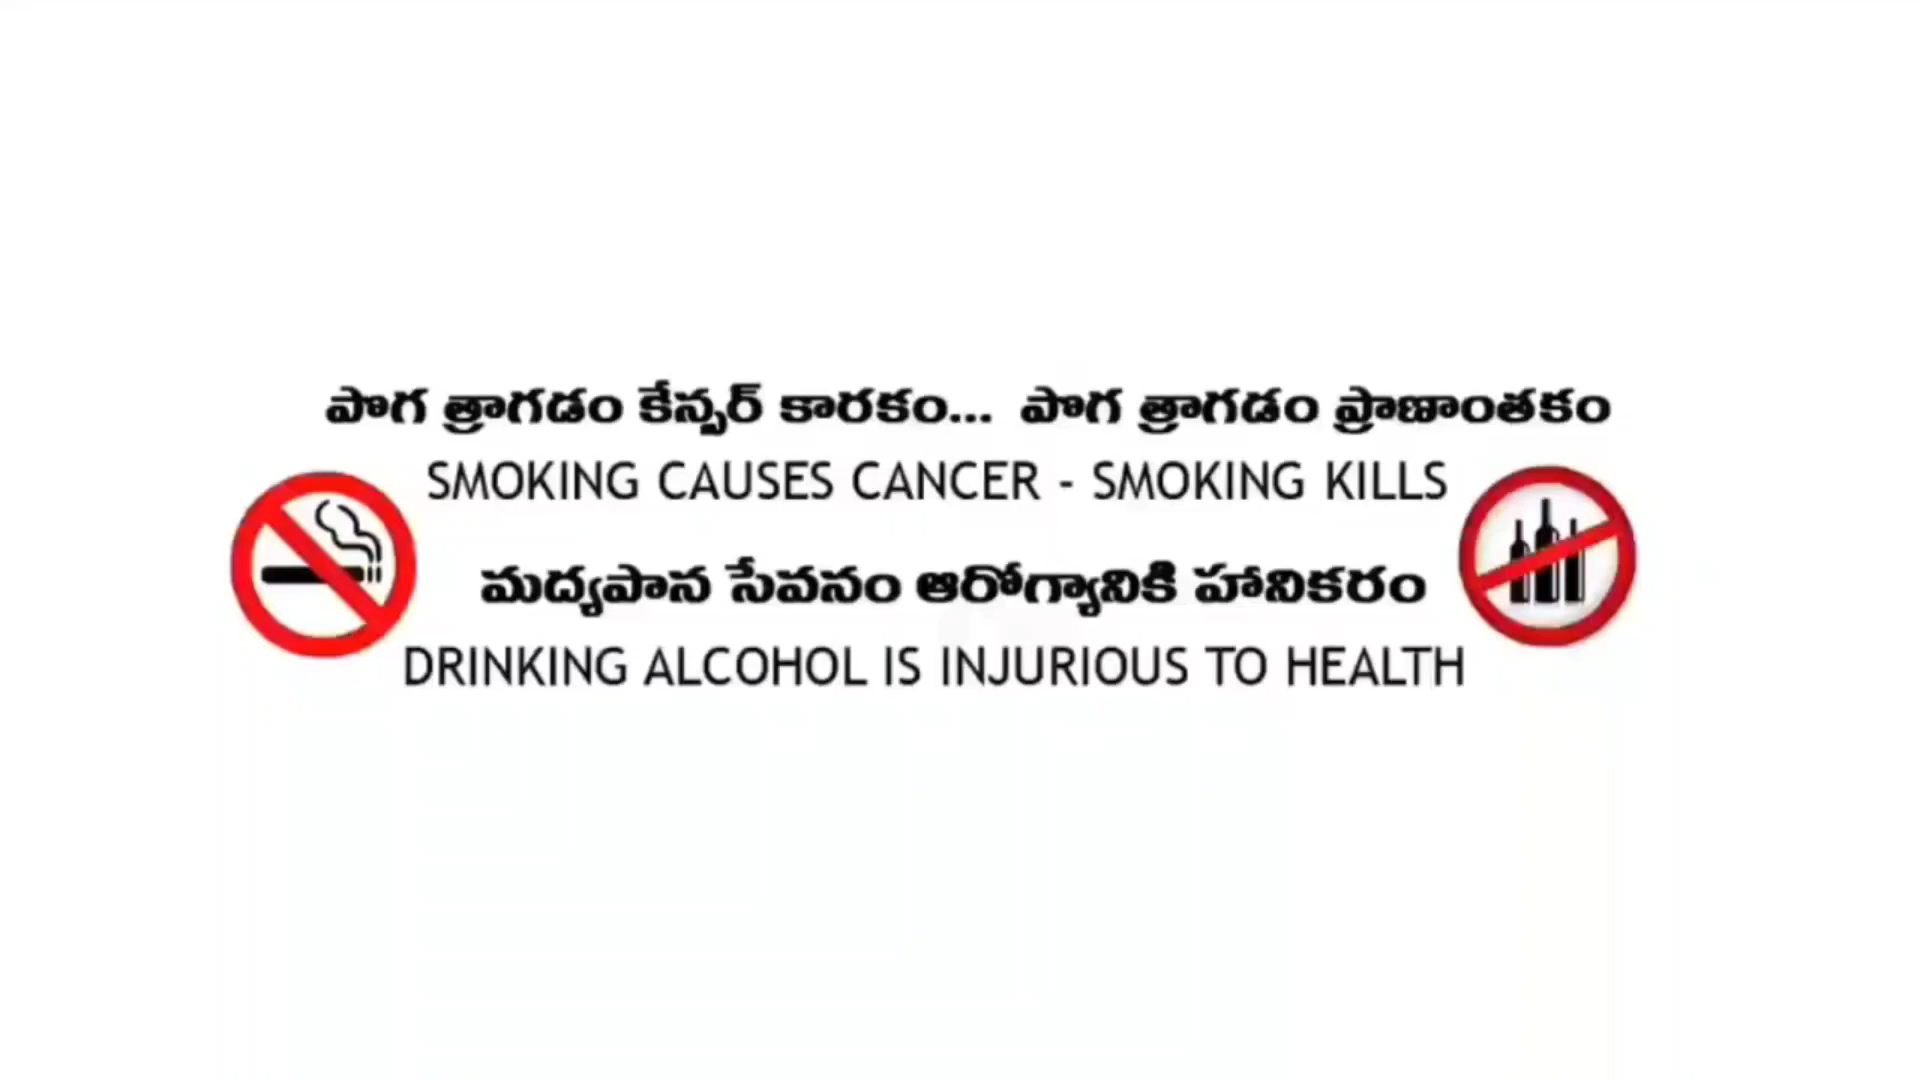 పొగ త్రాగడం కేన్సర్ కారకం... పొగ త్రాగడం ప్రాణాంతకం
SMOKING CAUSES CANCER - SMOKING KILLS
మద్యపాన సేవనం ఆరోగ్యానికి హానికరం
DRINKING ALCOHOL IS INJURIOUS TO HEALTH